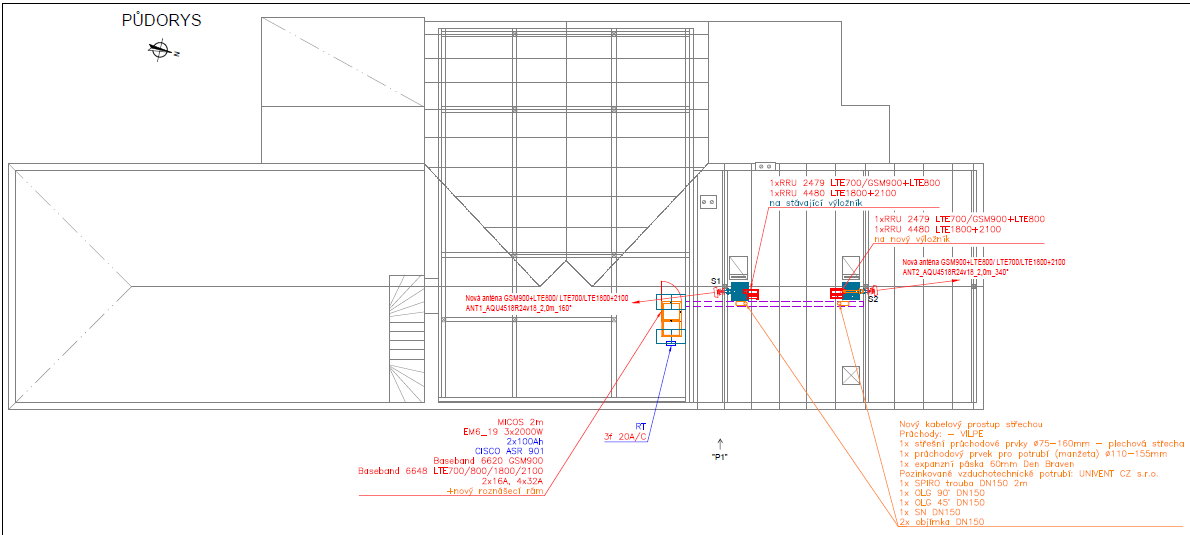 PŮDORYS
N
1xRRU 2479 LTE700/GSM900+LTE800
1xRRU 4480 LTE1800+2100
na stávající výložník
1xRRU 2479 LTE700/GSM900+LTE800
1xRRU 4480 LTE1800+2100
na nový výložník
Nová anténa GSM900+LTE800/ LTE700/LTE1800+2100
ANT2_AQU4518R24v18_2,0m_340°
S1
S2
Nová anténa GSM900+LTE800/ LTE700/LTE1800+2100
ANT1_AQU4518R24v18_2,0m_160°
MICOS 2m
EM6_19 3x2000W
2x100Ah
CISCO ASR 901
Baseband 6620 GSM900
Baseband 6648 LTE700/800/1800/2100
2x16A, 4x32A
+nový roznášecí rám
RT
3f 20A/C
"P1"
Nový kabelový prostup střechou
Průchody: – VILPE
1x střešní průchodové prvky ø75–160mm – plechová střecha
1x průchodový prvek pro potrubí (manžeta) ø110–155mm
1x expanzní páska 60mm, Den Braven
Pozinkované vzduchotechnické potrubí: UNIVENT CZ s.r.o.
1x SPIRO trouba DN150 2m
1x OLG 90° DN150
1x OLG 45° DN150
1x SN DN150
2x objímka DN150